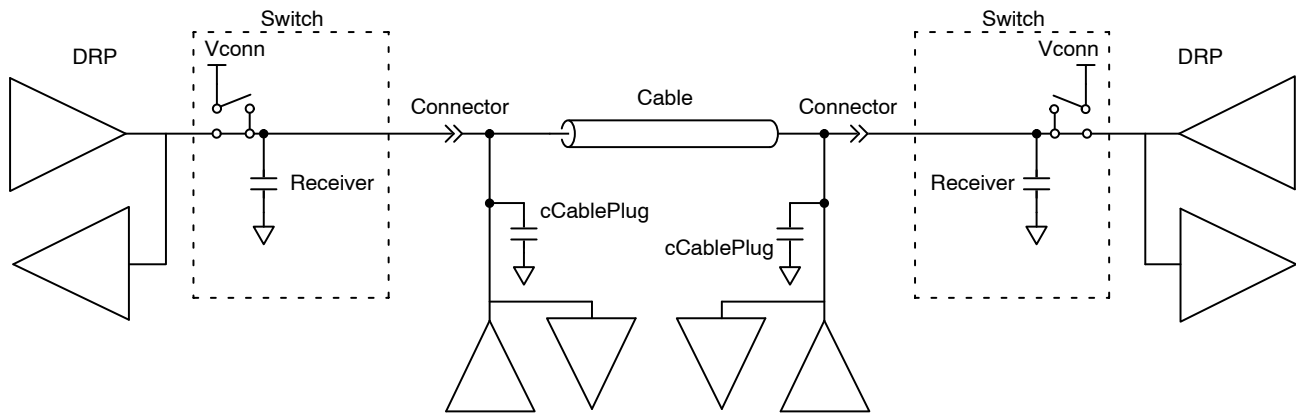 Switch
Switch
DRP
Vconn
Vconn
DRP
Connector
Cable
Connector
Receiver
Receiver
cCablePlug
cCablePlug